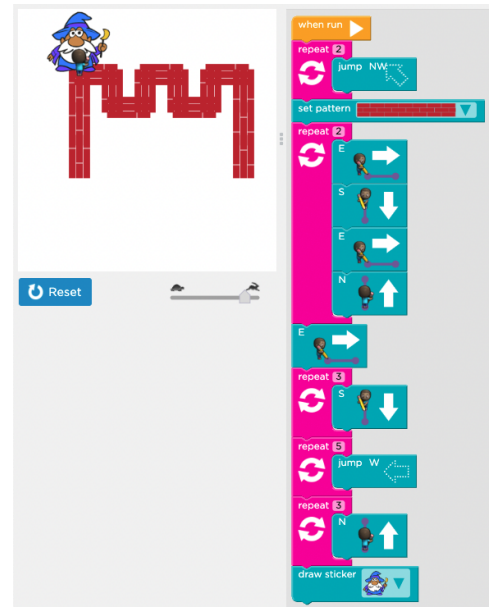 when run
repeat 2
jump NW
set pattern
repeat 2
E
S
E
N
E
repeat 3
S
repeat 5
jump W
repeat 3
N
draw sticker
Reset